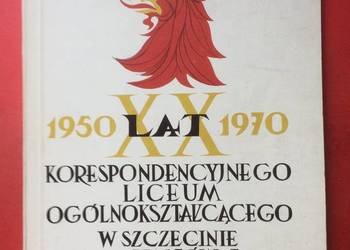 XX
1950 LAT 1970
KORESPONDENCYJNEGO
LICEUM
OGÓLNOKSZTAŁCĄCEGO
W SZCZECINIE